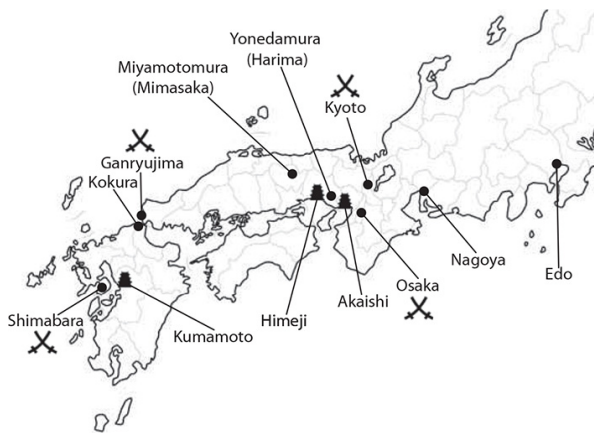 Yonedamura
(Harima)
Miyamotomura
(Mimasaka)
Kyoto
Ganryujima
Kokura
Nagoya
Edo
Osaka
Akaishi
Himeji
Shimabara
Kumamoto